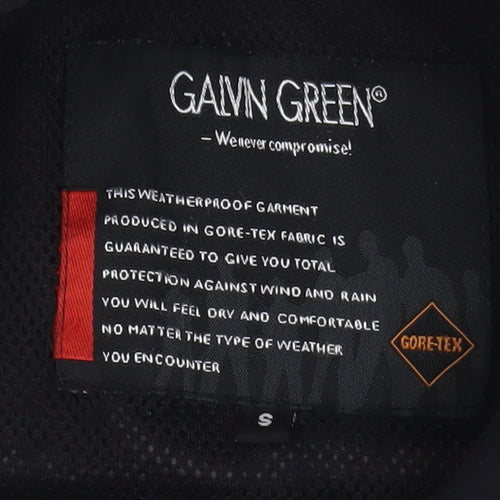 GALVIN GREEN®
- We never compromise!
THIS WEATHERPROOF GARMENT
PRODUCED IN GORE-TEX FABRIC IS
GUARANTEED TO GIVE YOU TOTAL
PROTECTION AGAINST WIND AND RAIN
YOU WILL FEEL DRY AND COMFORTABLE
NO MATTER THE TYPE OF WEATHER
YOU ENCOUNTER
GORE-TEX
S